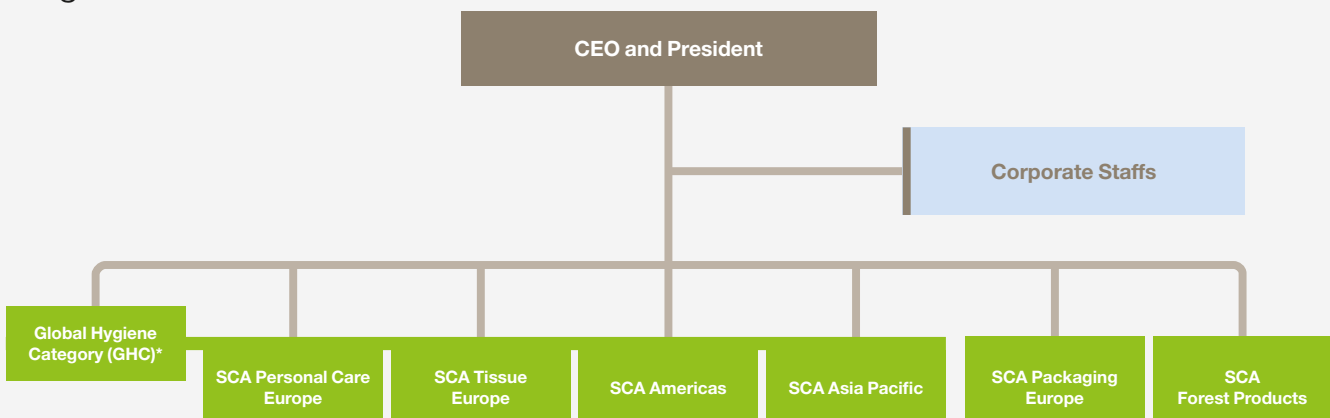 CEO and President
Corporate Staffs
Global Hygiene
Category (GHC)*
SCA Personal Care
Europe
SCA Tissue
Europe
SCA Americas
SCA Asia Pacific
SCA Packaging
Europe
SCA
Forest Products